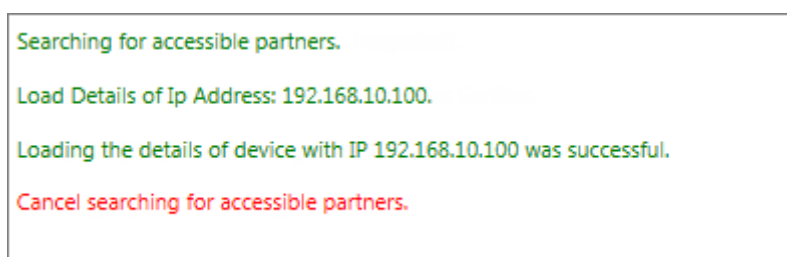 Searching for accessible partners.
Load Details of Ip Address: 192.168.10.100.
Loading the details of device with IP 192.168.10.100 was successful.
Cancel searching for accessible partners.